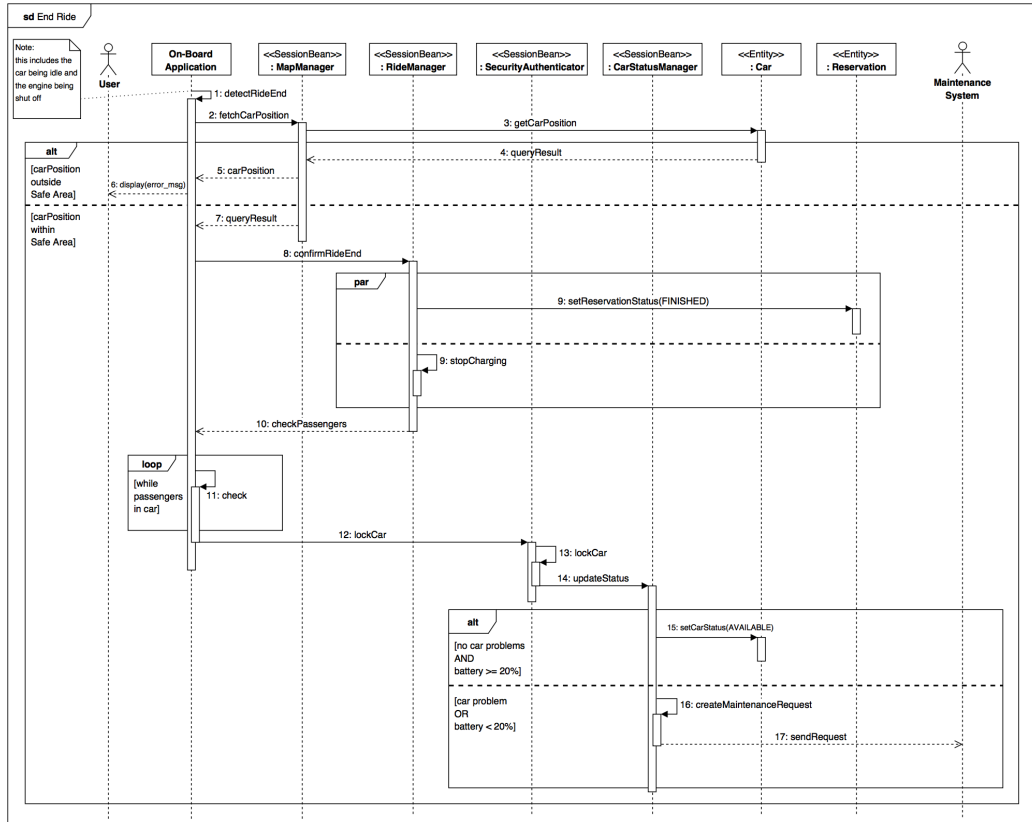 sd End Ride
Note:
this includes the
car being idle and
the engine being
shut off
User
On-Board
Application
<<SessionBean>>
: MapManager
<<SessionBean>>
: RideManager
<<SessionBean>>
: SecurityAuthenticator
<<SessionBean>>
: CarStatusManager
<<Entity>>
: Car
<<Entity>>
: Reservation
Maintenance
System
1: detectRideEnd
2: fetchCarPosition
3: getCarPosition
alt
4: queryResult
[carPosition
outside
Safe Area]
5: carPosition
6: display(error_msg)
[carPosition
within
Safe Area]
7: queryResult
8: confirmRideEnd
par
9: setReservationStatus(FINISHED)
9: stopCharging
10: checkPassengers
loop
[while
passengers
in car]
11: check
12: lockCar
13: lockCar
14: updateStatus
alt
15: setCarStatus(AVAILABLE)
[no car problems
AND
battery >= 20%]
[car problem
OR
battery < 20%]
16: createMaintenanceRequest
17: sendRequest